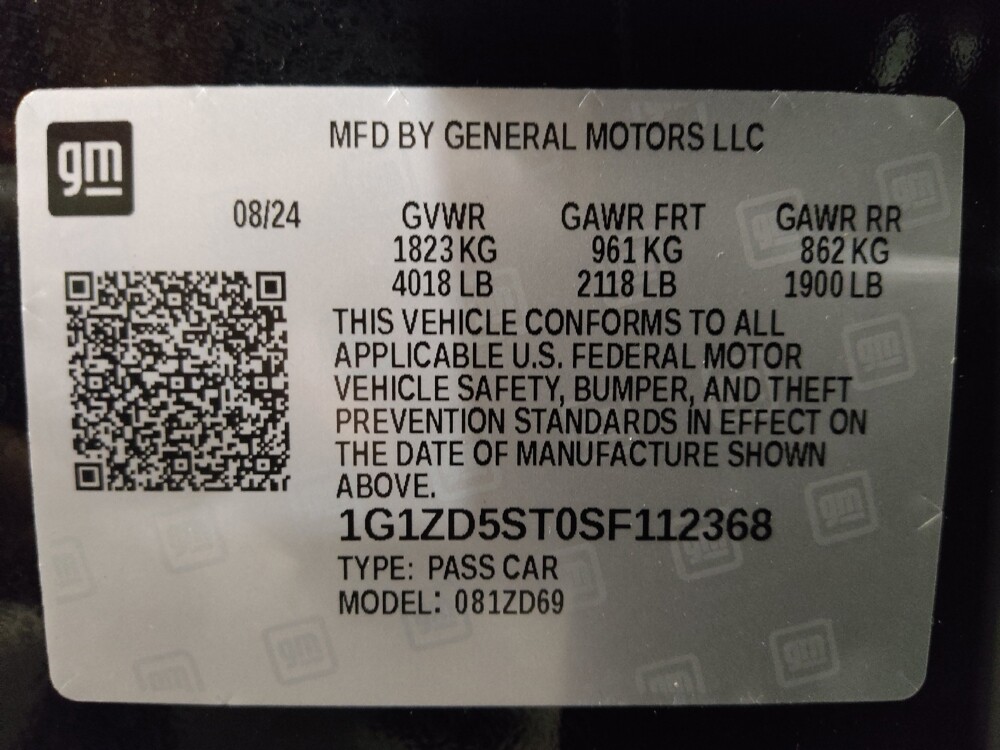 gm
MFD BY GENERAL MOTORS LLC
08/24 GVWR GAWR FRT GAWR RR
1823 KG 961 KG 862 KG
4018 LB 2118 LB 1900 LB
THIS VEHICLE CONFORMS TO ALL
APPLICABLE U.S. FEDERAL MOTOR
VEHICLE SAFETY, BUMPER, AND THEFT
PREVENTION STANDARDS IN EFFECT ON
THE DATE OF MANUFACTURE SHOWN
ABOVE.
1G1ZD5ST0SF112368
TYPE: PASS CAR
MODEL: 081ZD69